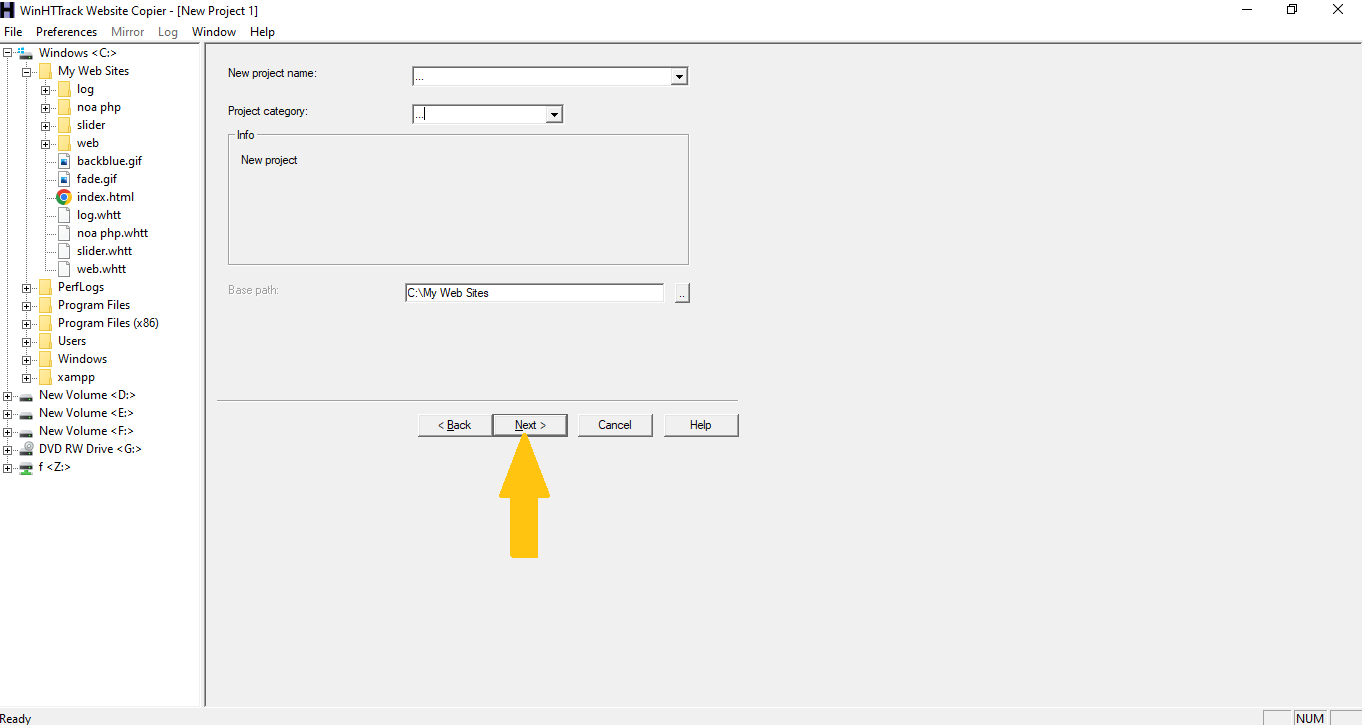 WinHTTrack Website Copier - [New Project 1]
File Preferences Mirror Log Window Help
Windows <C:>
My Web Sites
log
noa php
slider
web
backblue.gif
fade.gif
index.html
log.whtt
noa php.whtt
slider.whtt
web.whtt
PerfLogs
Program Files
Program Files (x86)
Users
Windows
xampp
New Volume <D:>
New Volume <E:>
New Volume <F:>
DVD RW Drive <G:>
f <Z:>
New project name:
...
Project category:
...
Info
New project
Base path:
C:\My Web Sites
..
< Back Next > Cancel Help
Ready
NUM